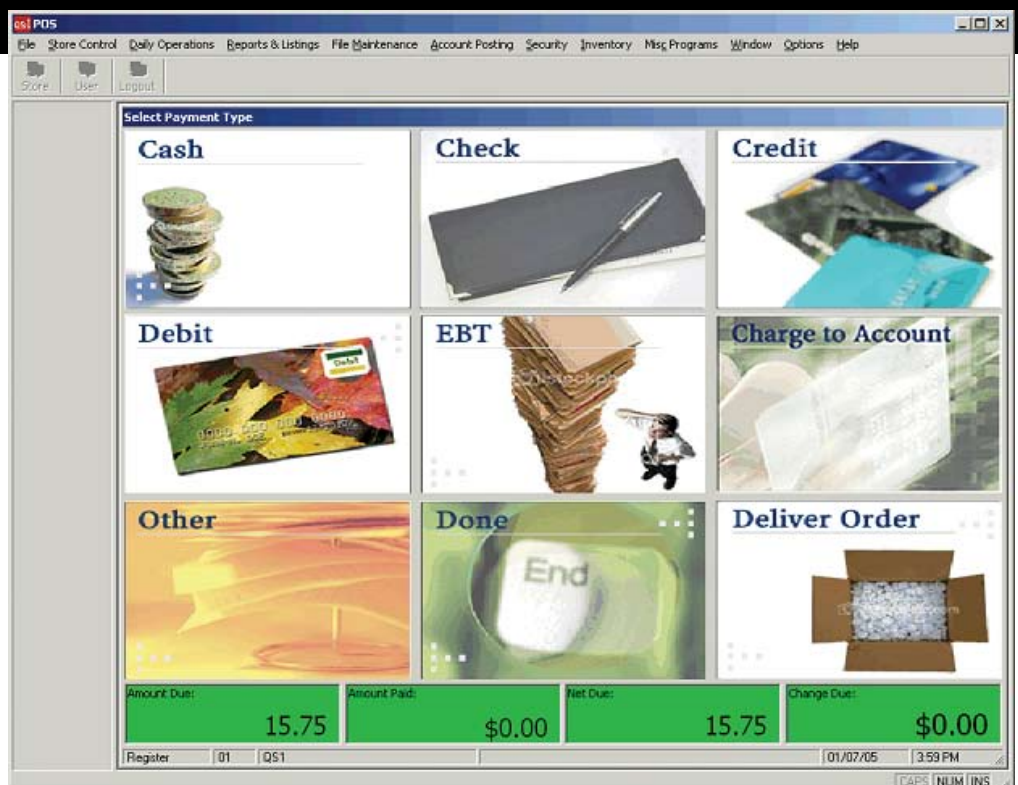 qs1 POS
File Store Control Daily Operations Reports & Listings File Maintenance Account Posting Security Inventory Misc Programs Window Options Help
Store User Logout
Select Payment Type
Cash Check Credit
Debit EBT Charge to Account
Debit
Other Done Deliver Order
End
Amount Due: Amount Paid: Net Due: Change Due:
15.75 $0.00 15.75 $0.00
Register 01 QS1 01/07/05 3:59 PM
CAPS NUM INS